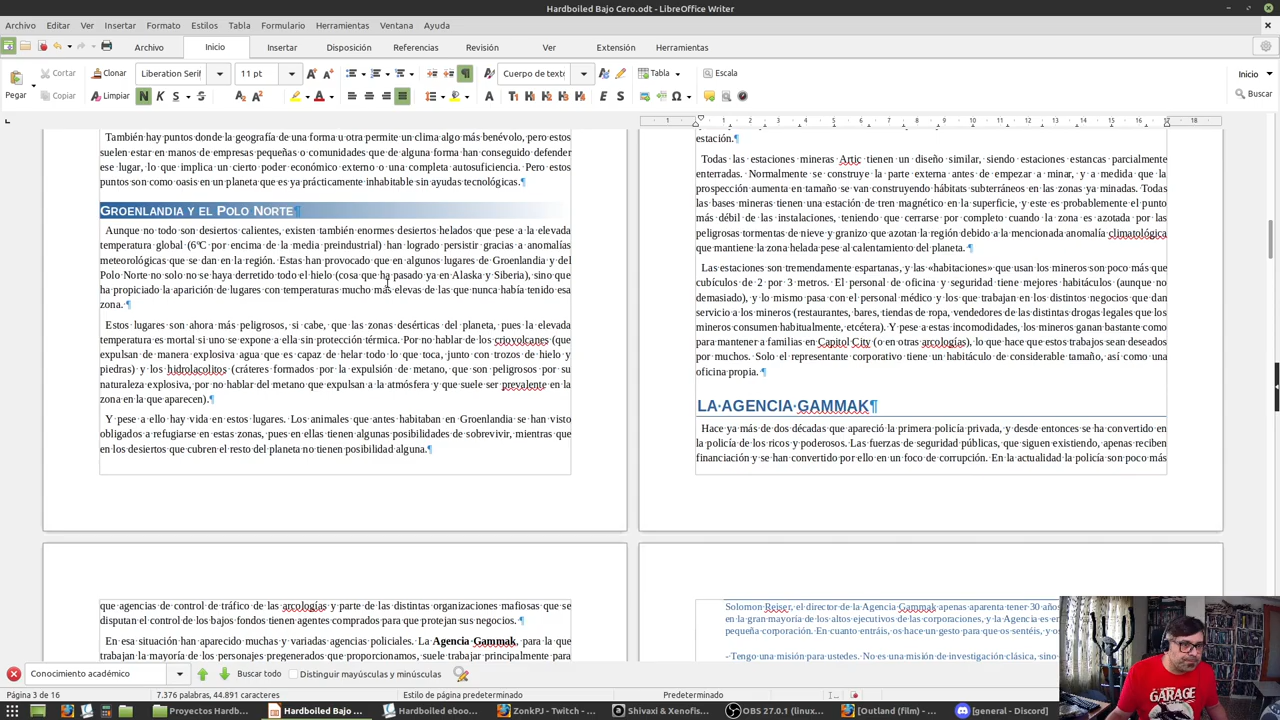 Hardboiled Bajo Cero.odt - LibreOffice Writer
Archivo Editar Ver Insertar Formato Estilos Tabla Formulario Herramientas Ventana Ayuda
Archivo Inicio Insertar Disposición Referencias Revisión Ver Extensión Herramientas
Cortar Clonar Liberation Serif 11 pt Cuerpo de texto Tabla Escala Inicio
Pegar Copiar Limpiar Buscar
También hay puntos donde la geografía de una forma u otra permite un clima algo más benévolo, pero estos
suelen estar en manos de empresas pequeñas o comunidades que de alguna forma han conseguido defender
ese lugar, lo que implica un cierto poder económico externo o una completa autosuficiencia. Pero estos
puntos son como oasis en un planeta que es ya prácticamente inhabitable sin ayudas tecnológicas.¶
GROENLANDIA Y EL POLO NORTE¶
Aunque no todo son desiertos calientes, existen también enormes desiertos helados que pese a la elevada
temperatura global (6ºC por encima de la media preindustrial) han logrado persistir gracias a anomalías
meteorológicas que se dan en la región. Estas han provocado que en algunos lugares de Groenlandia y del
Polo Norte no solo no se haya derretido todo el hielo (cosa que ha pasado ya en Alaska y Siberia), sino que
ha propiciado la aparición de lugares con temperaturas mucho más elevas de las que nunca había tenido esa
zona. ¶
Estos lugares son ahora más peligrosos, si cabe, que las zonas desérticas del planeta, pues la elevada
temperatura es mortal si uno se expone a ella sin protección térmica. Por no hablar de los criovolcanes (que
expulsan de manera explosiva agua que es capaz de helar todo lo que toca, junto con trozos de hielo y
piedras) y los hidrolacolitos (cráteres formados por la expulsión de metano, que son peligrosos por su
naturaleza explosiva, por no hablar del metano que expulsan a la atmósfera y que suele ser prevalente en la
zona en la que aparecen).¶
Y pese a ello hay vida en estos lugares. Los animales que antes habitaban en Groenlandia se han visto
obligados a refugiarse en estas zonas, pues en ellas tienen algunas posibilidades de sobrevivir, mientras que
en los desiertos que cubren el resto del planeta no tienen posibilidad alguna.¶
estación.¶
Todas las estaciones mineras Artic tienen un diseño similar, siendo estaciones estancas parcialmente
enterradas. Normalmente se construye la parte externa antes de empezar a minar, y a medida que la
prospección aumenta en tamaño se van construyendo hábitats subterráneos en las zonas ya minadas. Todas
las bases mineras tienen una estación de tren magnético en la superficie, y este es probablemente el punto
más débil de las instalaciones, teniendo que cerrarse por completo cuando la zona es azotada por las
peligrosas tormentas de nieve y granizo que azotan la región debido a la mencionada anomalía climatológica
que mantiene la zona helada pese al calentamiento del planeta. ¶
Las estaciones son tremendamente espartanas, y las «habitaciones» que usan los mineros son poco más que
cubículos de 2 por 3 metros. El personal de oficina y seguridad tiene mejores habitáculos (aunque no
demasiado), y lo mismo pasa con el personal médico y los que trabajan en los distintos negocios que dan
servicio a los mineros (restaurantes, bares, tiendas de ropa, vendedores de las distintas drogas legales que los
mineros consumen habitualmente, etcétera). Y pese a estas incomodidades, los mineros ganan bastante como
para mantener a familias en Capitol City (o en otras arcologías), lo que hace que estos trabajos sean deseados
por muchos. Solo el representante corporativo tiene un habitáculo de considerable tamaño, así como una
oficina propia. ¶
LA AGENCIA GAMMAK¶
Hace ya más de dos décadas que apareció la primera policía privada, y desde entonces se ha convertido en
la policía de los ricos y poderosos. Las fuerzas de seguridad públicas, que siguen existiendo, apenas reciben
financiación y se han convertido por ello en un foco de corrupción. En la actualidad la policía son poco más
que agencias de control de tráfico de las arcologías y parte de las distintas organizaciones mafiosas que se
disputan el control de los bajos fondos tienen agentes comprados para que protejan sus negocios.¶
En esa situación han aparecido muchas y variadas agencias policiales. La Agencia Gammak, para la que
trabajan la mayoría de los personajes pregenerados que proporcionamos, suele trabajar principalmente para
Solomon Reiser, el director de la Agencia Gammak apenas aparenta tener 30 años
en la gran mayoría de los altos ejecutivos de las corporaciones, y la Agencia es en
pequeña corporación. En cuanto entráis, os hace un gesto para que os sentéis, y os
- Tengo una misión para ustedes. No es una misión de investigación clásica, sino
Conocimiento académico Buscar todo Distinguir mayúsculas y minúsculas
Página 3 de 16 7.376 palabras, 44.891 caracteres Estilo de página predeterminado Predeterminado
Proyectos Hardb... Hardboiled Bajo ... Hardboiled eboo... ZonkPJ - Twitch - ... Shivaxi & Xenofis... OBS 27.0.1 (linux... [Outland (film) - ... [general - Discord]
GARAGE